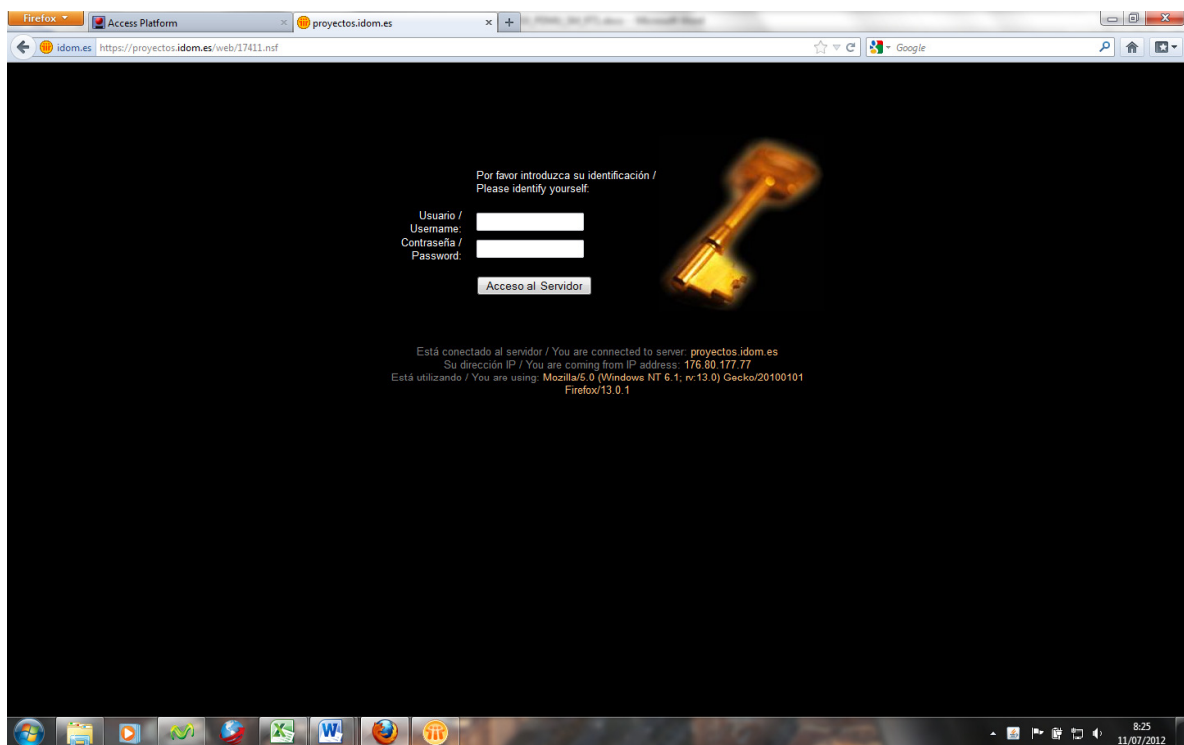 Firefox
Access Platform
proyectos.idom.es
Microsoft Word
idom.es https://proyectos.idom.es/web/17411.nsf
Google
Por favor introduzca su identificación /
Please identify yourself:
Usuario /
Username:
Contraseña /
Password:
Acceso al Servidor
Está conectado al servidor / You are connected to server: proyectos.idom.es
Su dirección IP / You are coming from IP address: 176.80.177.77
Está utilizando / You are using: Mozilla/5.0 (Windows NT 6.1; rv:13.0) Gecko/20100101
Firefox/13.0.1
8:25
11/07/2012